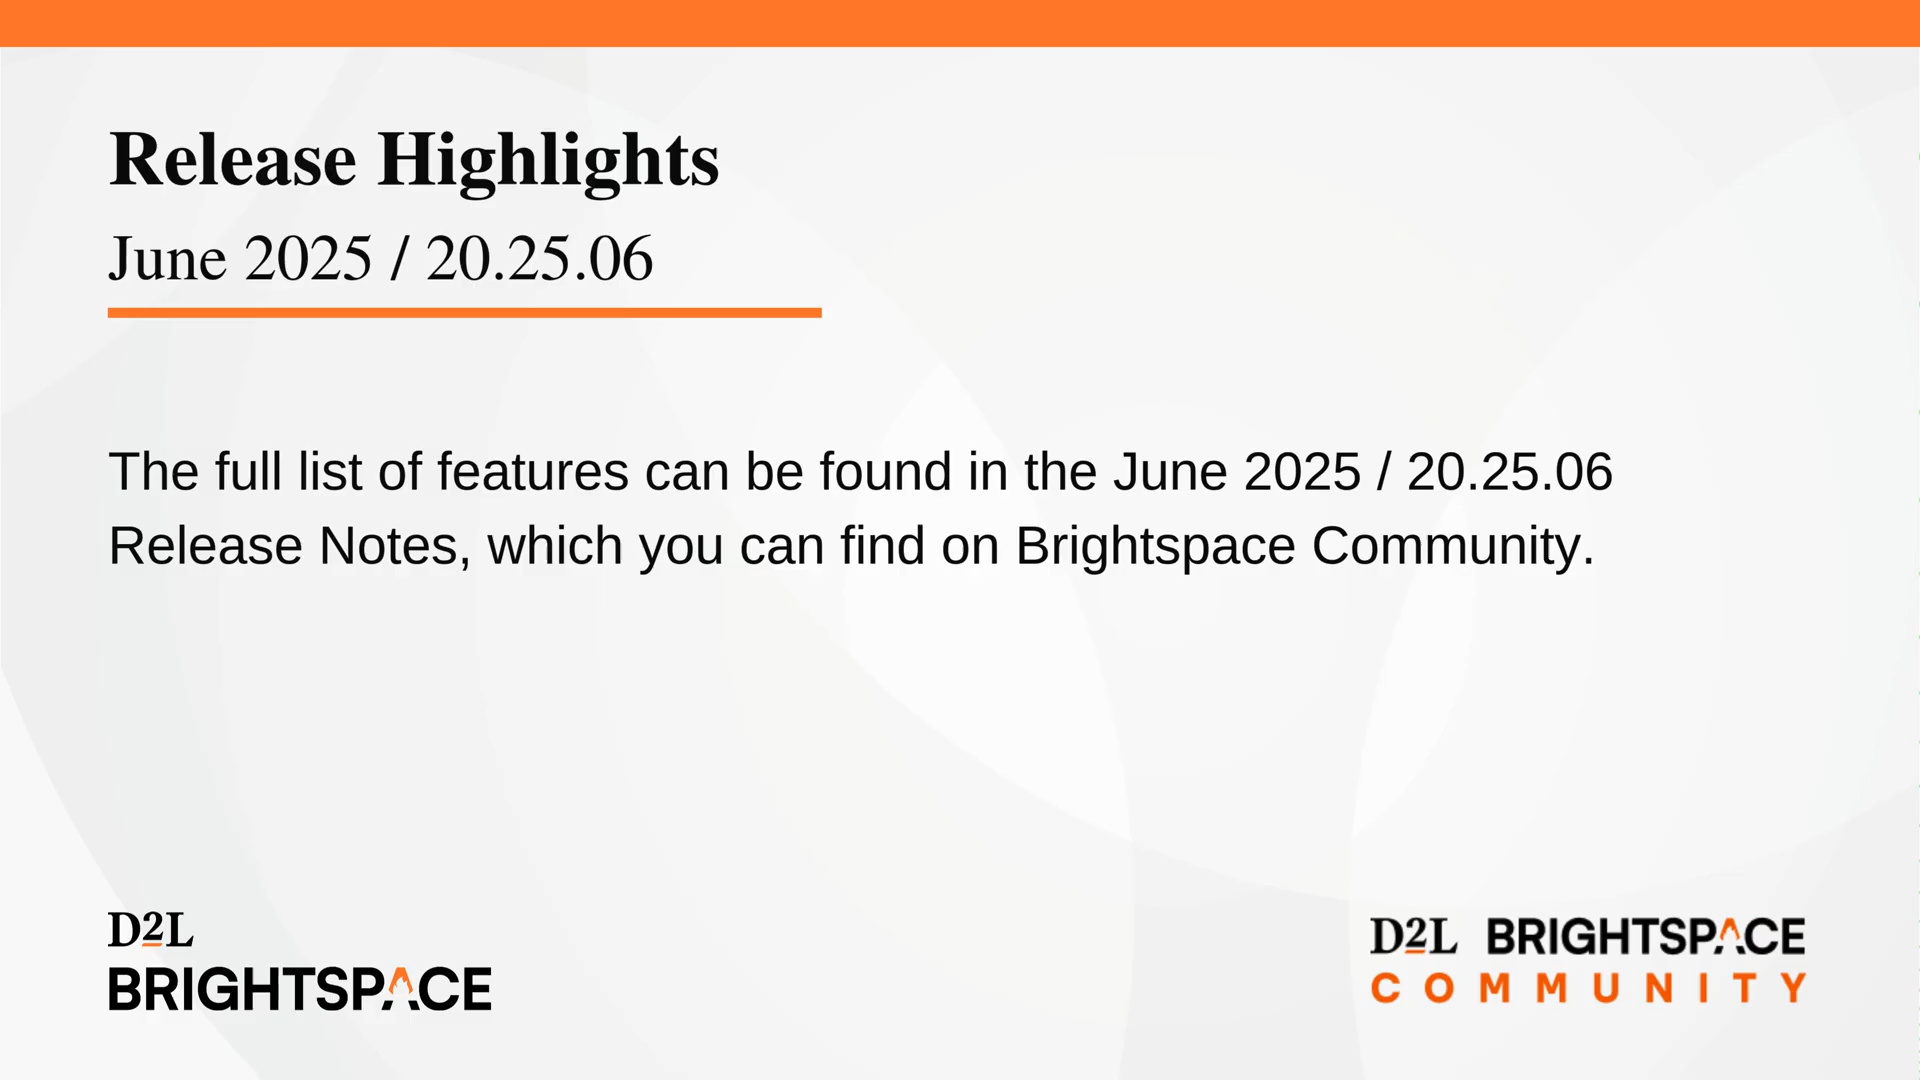 Release Highlights
June 2025 / 20.25.06
The full list of features can be found in the June 2025 / 20.25.06
Release Notes, which you can find on Brightspace Community.
D2L
BRIGHTSPACE
D2L BRIGHTSPACE
COMMUNITY